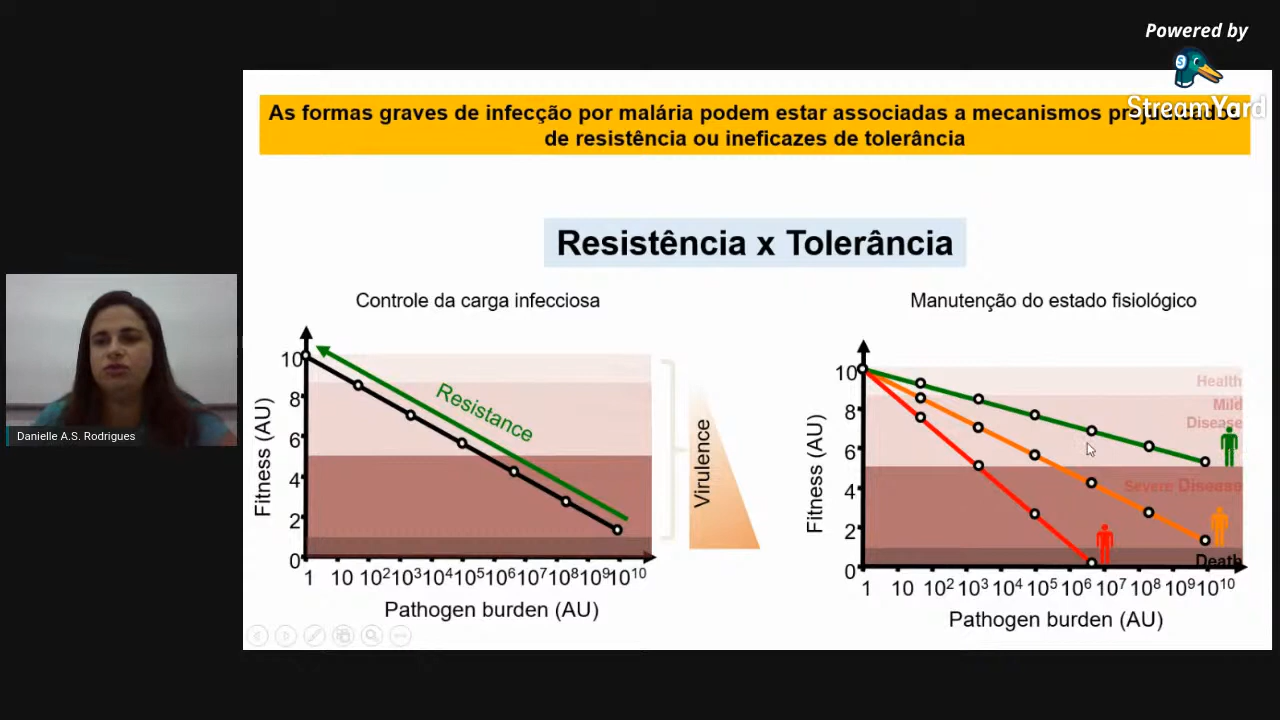 Powered by
StreamYard
As formas graves de infecção por malária podem estar associadas a mecanismos
de resistência ou ineficazes de tolerância
Resistência x Tolerância
Controle da carga infecciosa
Manutenção do estado fisiológico
10
8
6
4
2
0
Fitness (AU)
Resistance
1 10 10² 10³ 10⁴ 10⁵ 10⁶ 10⁷ 10⁸ 10⁹ 10¹⁰
Pathogen burden (AU)
Virulence
10
8
6
4
2
0
Fitness (AU)
Health
Mild
Disease
Severe Disease
Death
1 10 10² 10³ 10⁴ 10⁵ 10⁶ 10⁷ 10⁸ 10⁹ 10¹⁰
Pathogen burden (AU)
Danielle A.S. Rodrigues